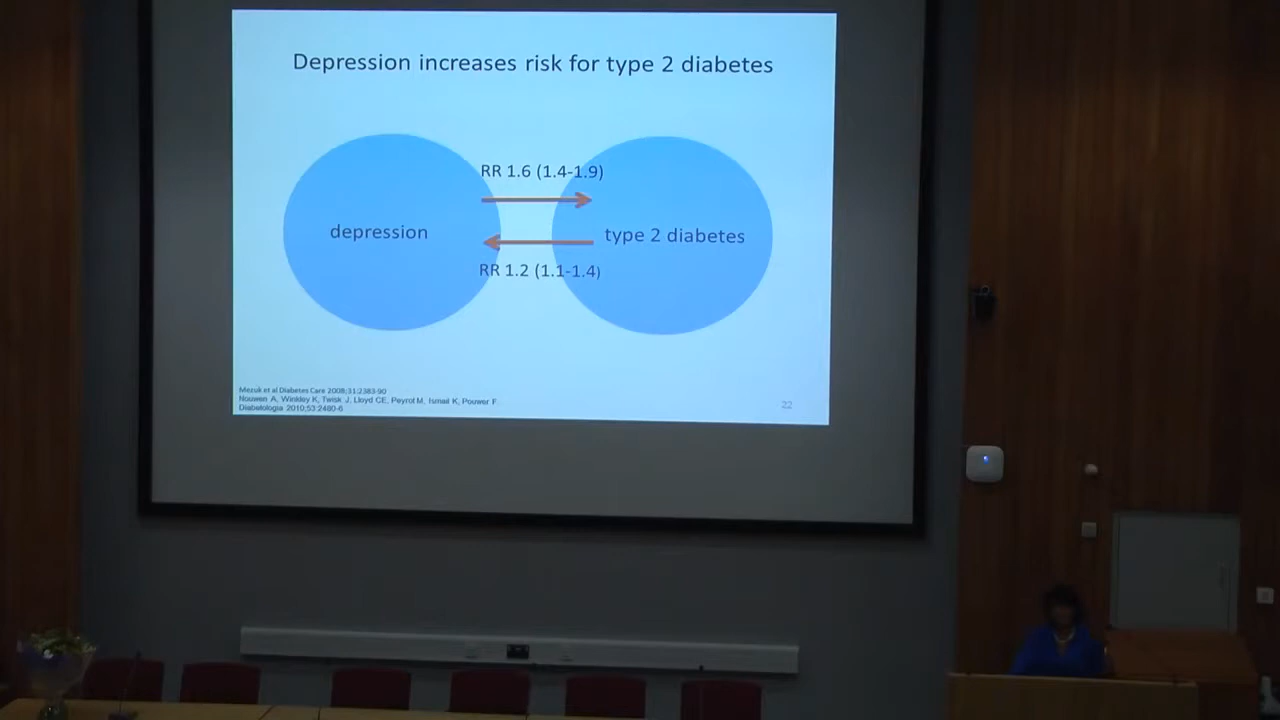 Depression increases risk for type 2 diabetes
RR 1.6 (1.4-1.9)
depression
type 2 diabetes
RR 1.2 (1.1-1.4)
Mezuk et al Diabetes Care 2008;31:2383-90
Nouwen A, Winkley K, Twisk J, Lloyd CE, Peyrot M, Ismail K, Pouwer F
Diabetologia 2010;53:2480-6
22